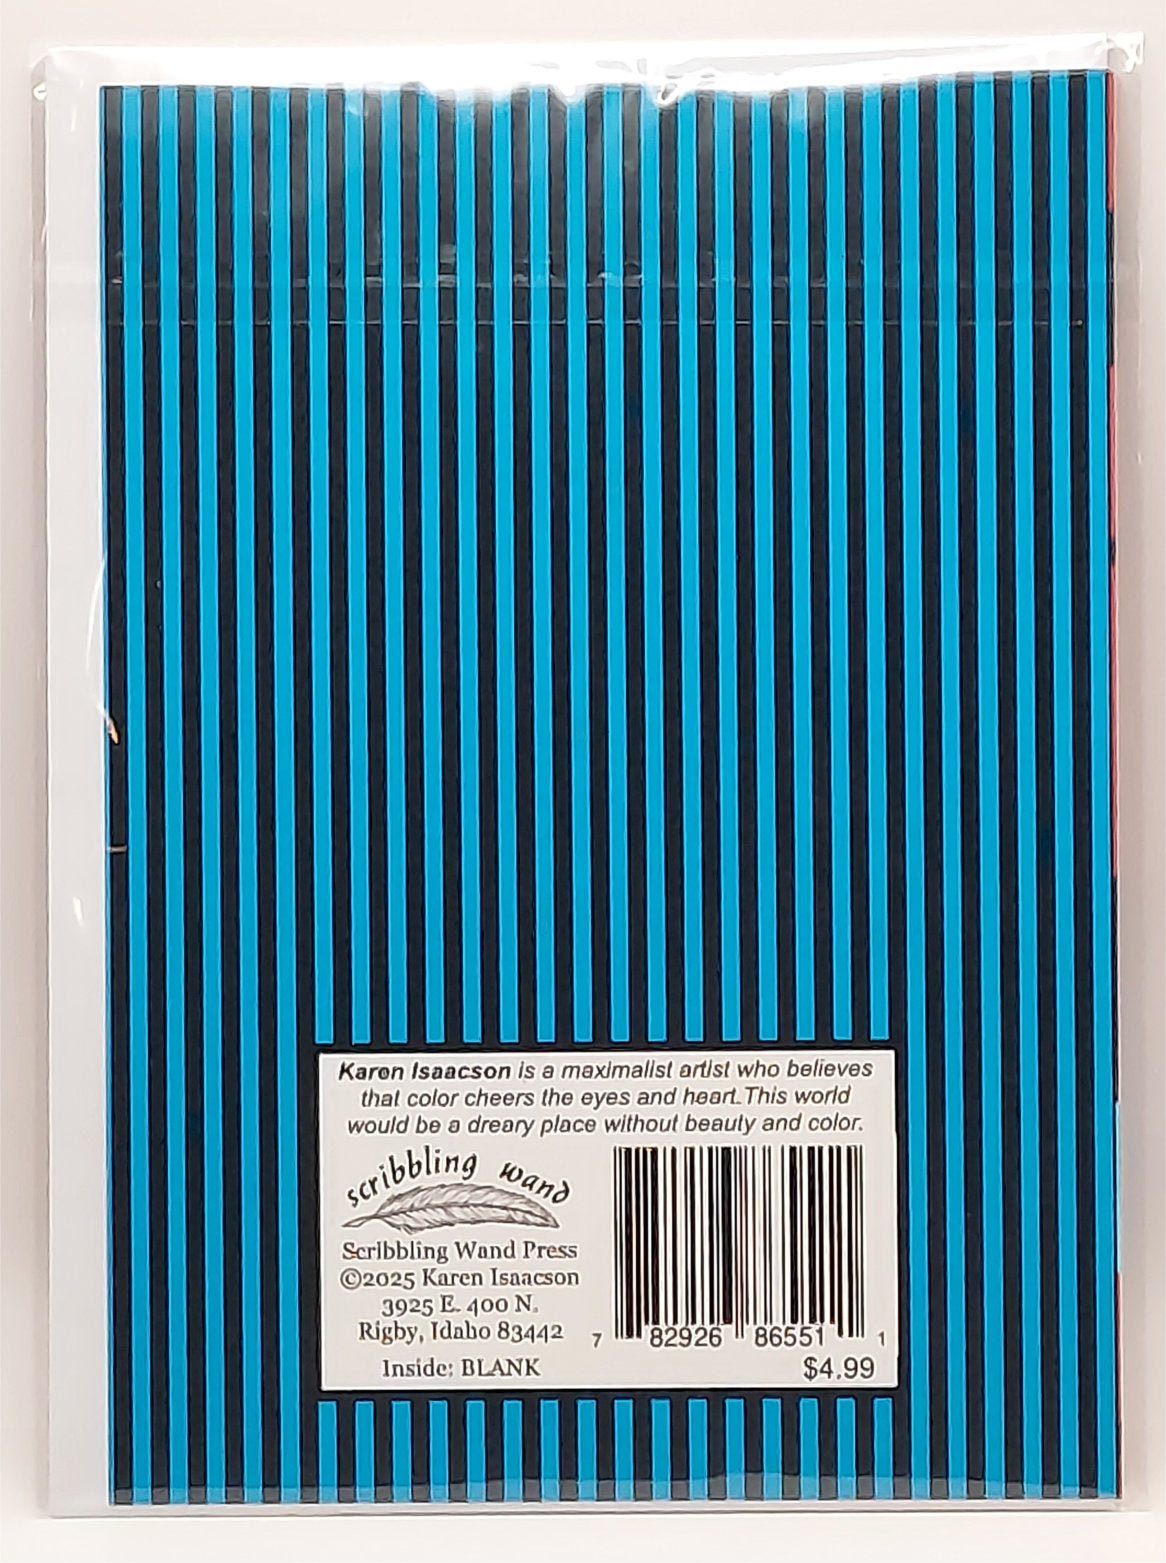 Karen Isaacson is a maximalist artist who believes
that color cheers the eyes and heart. This world
would be a dreary place without beauty and color.
scribbling wand
Scribbling Wand Press
©2025 Karen Isaacson
3925 E. 400 N.
Rigby, Idaho 83442
Inside: BLANK
7 82926 86551 1
$4.99